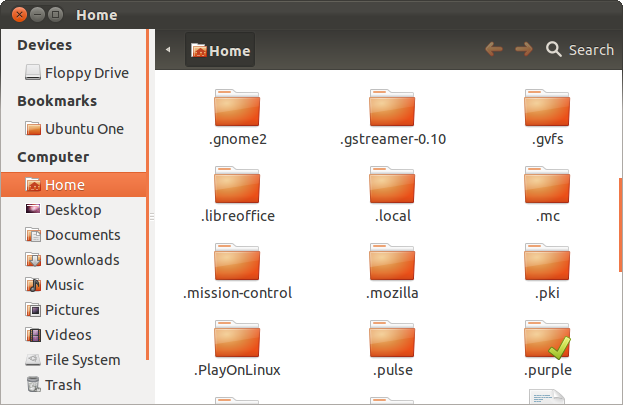 Home
Devices
Floppy Drive
Bookmarks
Ubuntu One
Computer
Home
Desktop
Documents
Downloads
Music
Pictures
Videos
File System
Trash
Home
Search
.gnome2
.gstreamer-0.10
.gvfs
.libreoffice
.local
.mc
.mission-control
.mozilla
.pki
.PlayOnLinux
.pulse
.purple